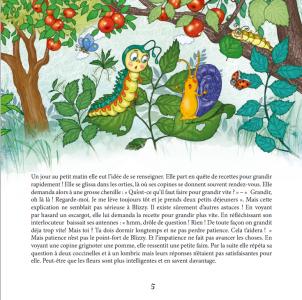 Un jour au petit matin elle eut l'idée de se renseigner. Elle part en quête de recettes pour grandir
rapidement ! Elle se glissa dans les orties, là où ses copines se donnent souvent rendez-vous. Elle
demanda alors à une grosse chenille : « Qu'est-ce qu'il faut faire pour grandir vite ? » – « Grandir,
oh là là ! Regarde-moi. Je me lève toujours tôt et je prends deux petits déjeuners ». Mais cette
explication ne semblait pas sérieuse à Blizzy. Il existe sûrement d'autres astuces ! En voyant
par hasard un escargot, elle lui demanda la recette pour grandir plus vite. En réfléchissant son
interlocuteur baissait ses antennes : « hum, drôle de question ! Rien ! De toute façon on grandit
déjà trop vite! Mais toi ? Tu dois dormir longtemps et ne pas perdre patience. Cela t'aidera ! »
Mais patience n'est pas le point-fort de Blizzy. Et l'impatience ne fait pas avancer les choses. En
voyant une copine grignoter une pomme, elle ressentit une petite faim. Par la suite elle répéta sa
question à deux coccinelles et à un lombric mais leurs réponses n'étaient pas satisfaisantes pour
elle. Peut-être que les fleurs sont plus intelligentes et en savent davantage.
5